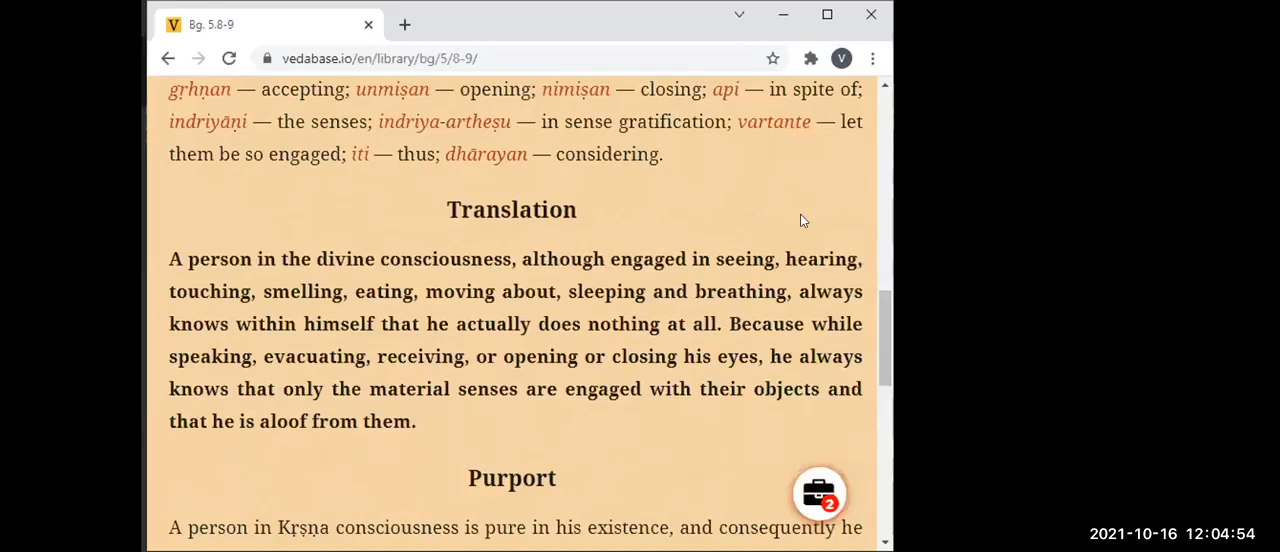 Bg. 5.8-9
vedabase.io/en/library/bg/5/8-9/
V
gṛhṇan — accepting; unmiṣan — opening; nimiṣan — closing; api — in spite of;
indriyāṇi — the senses; indriya-artheṣu — in sense gratification; vartante — let
them be so engaged; iti — thus; dhārayan — considering.
Translation
A person in the divine consciousness, although engaged in seeing, hearing,
touching, smelling, eating, moving about, sleeping and breathing, always
knows within himself that he actually does nothing at all. Because while
speaking, evacuating, receiving, or opening or closing his eyes, he always
knows that only the material senses are engaged with their objects and
that he is aloof from them.
Purport
2
A person in Kṛṣṇa consciousness is pure in his existence, and consequently he
2021-10-16 12:04:54